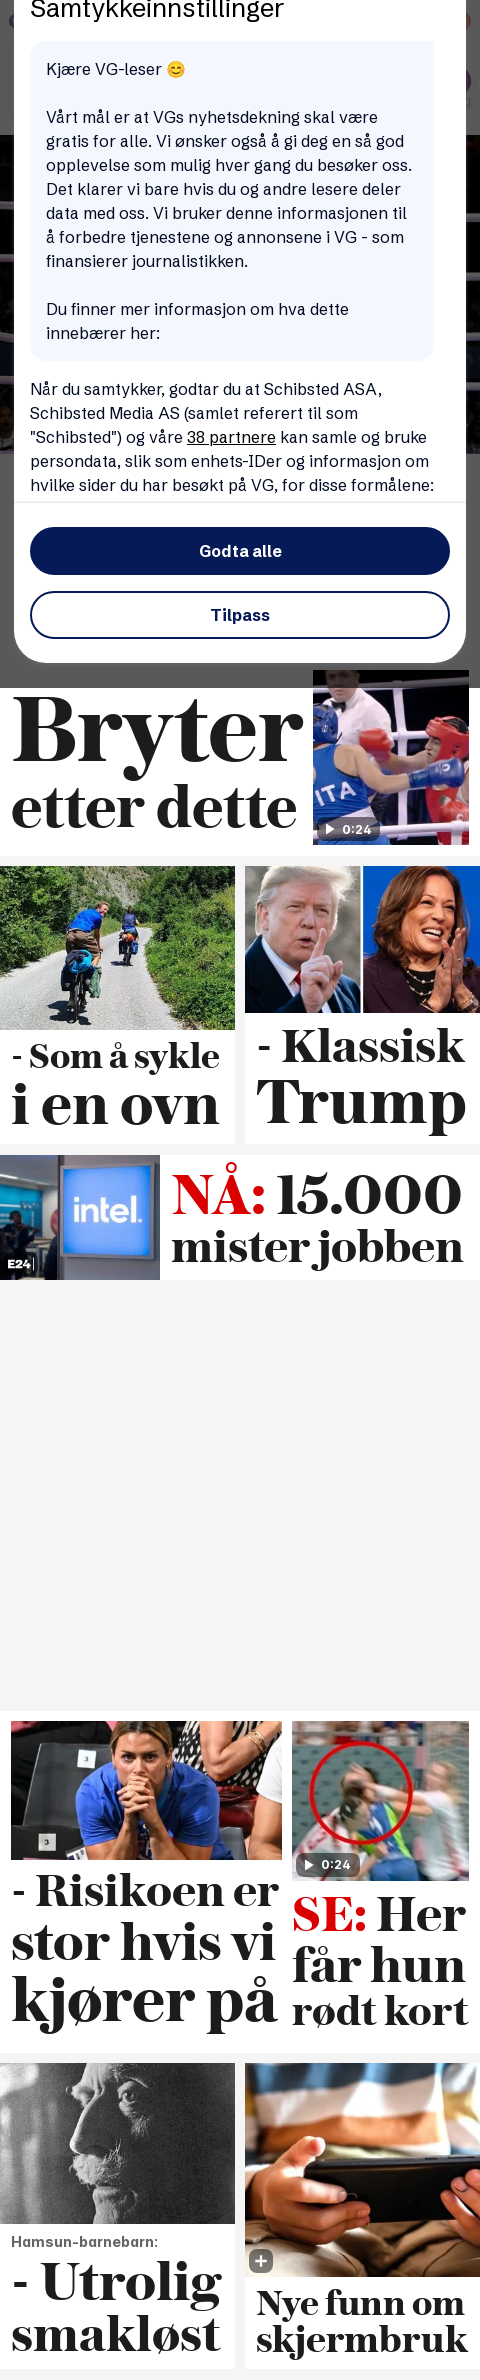 Samtykkeinnstillinger
Kjære VG-leser 😊
Vårt mål er at VGs nyhetsdekning skal være
gratis for alle. Vi ønsker også å gi deg en så god
opplevelse som mulig hver gang du besøker oss.
Det klarer vi bare hvis du og andre lesere deler
data med oss. Vi bruker denne informasjonen til
å forbedre tjenestene og annonsene i VG - som
finansierer journalistikken.
Du finner mer informasjon om hva dette
innebærer her:
Når du samtykker, godtar du at Schibsted ASA,
Schibsted Media AS (samlet referert til som
"Schibsted") og våre 38 partnere kan samle og bruke
persondata, slik som enhets-IDer og informasjon om
hvilke sider du har besøkt på VG, for disse formålene:
Godta alle
Tilpass
Bryter
etter dette
ITA
0:24
- Som å sykle
i en ovn
- Klassisk
Trump
intel.
E24
NÅ: 15.000
mister jobben
3
3
- Risikoen er
stor hvis vi
kjører på
0:24
SE: Her
får hun
rødt kort
Hamsun-barnebarn:
- Utrolig
smakløst
Nye funn om
skjermbruk